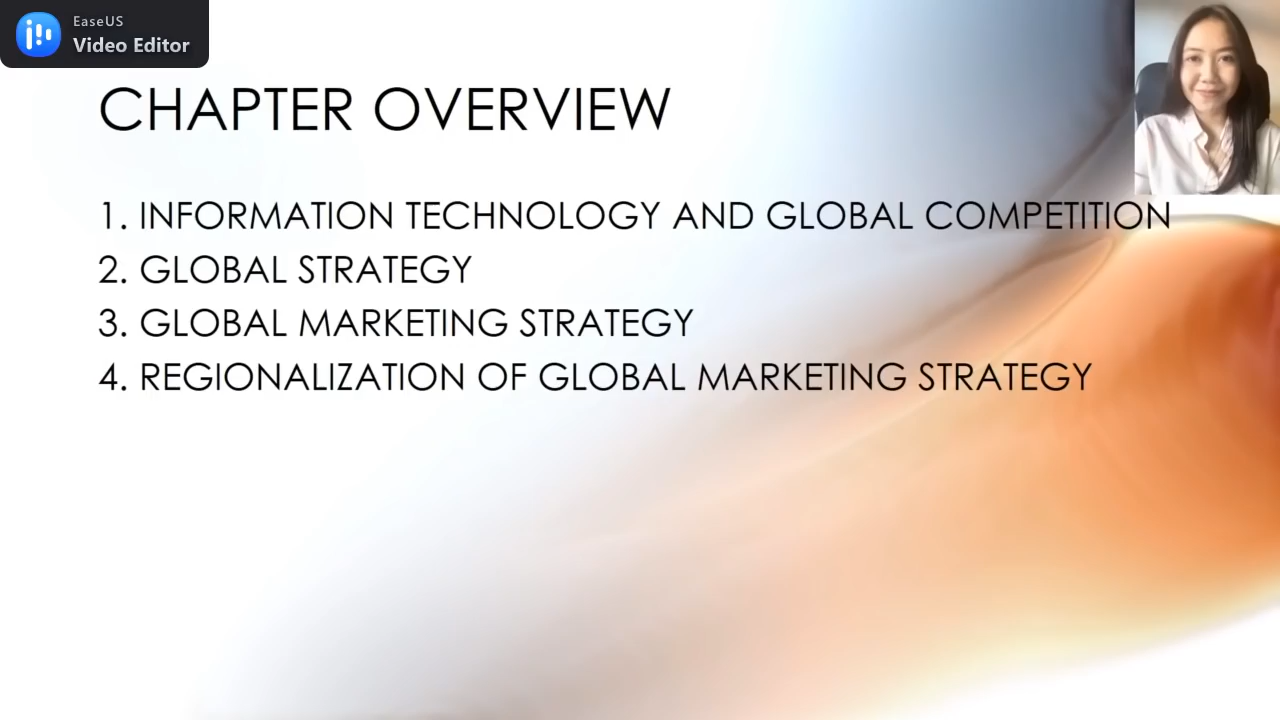 EaseUS
Video Editor
CHAPTER OVERVIEW
1. INFORMATION TECHNOLOGY AND GLOBAL COMPETITION
2. GLOBAL STRATEGY
3. GLOBAL MARKETING STRATEGY
4. REGIONALIZATION OF GLOBAL MARKETING STRATEGY